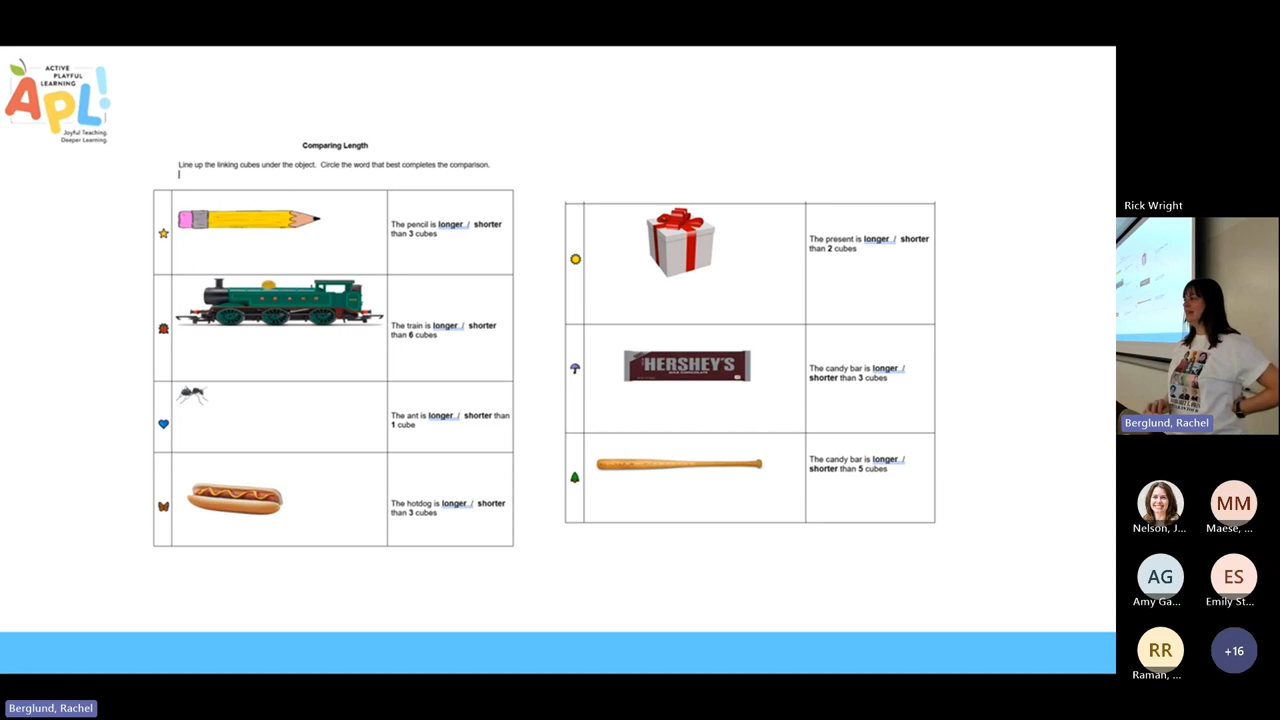 ACTIVE
PLAYFUL
LEARNING
APL!
Joyful Teaching.
Deeper Learning.
Comparing Length
Line up the linking cubes under the object. Circle the word that best completes the comparison.
The pencil is longer / shorter
than 3 cubes
The train is longer / shorter
than 6 cubes
The ant is longer / shorter than
1 cube
The hotdog is longer / shorter
than 3 cubes
The present is longer / shorter
than 2 cubes
HERSHEY'S
MILK CHOCOLATE
The candy bar is longer /
shorter than 3 cubes
The candy bar is longer /
shorter than 5 cubes
Rick Wright
Berglund, Rachel
Nelson, J...
MM
Maese, ...
AG
Amy Ga...
ES
Emily St...
RR
Raman, ...
+16
Berglund, Rachel